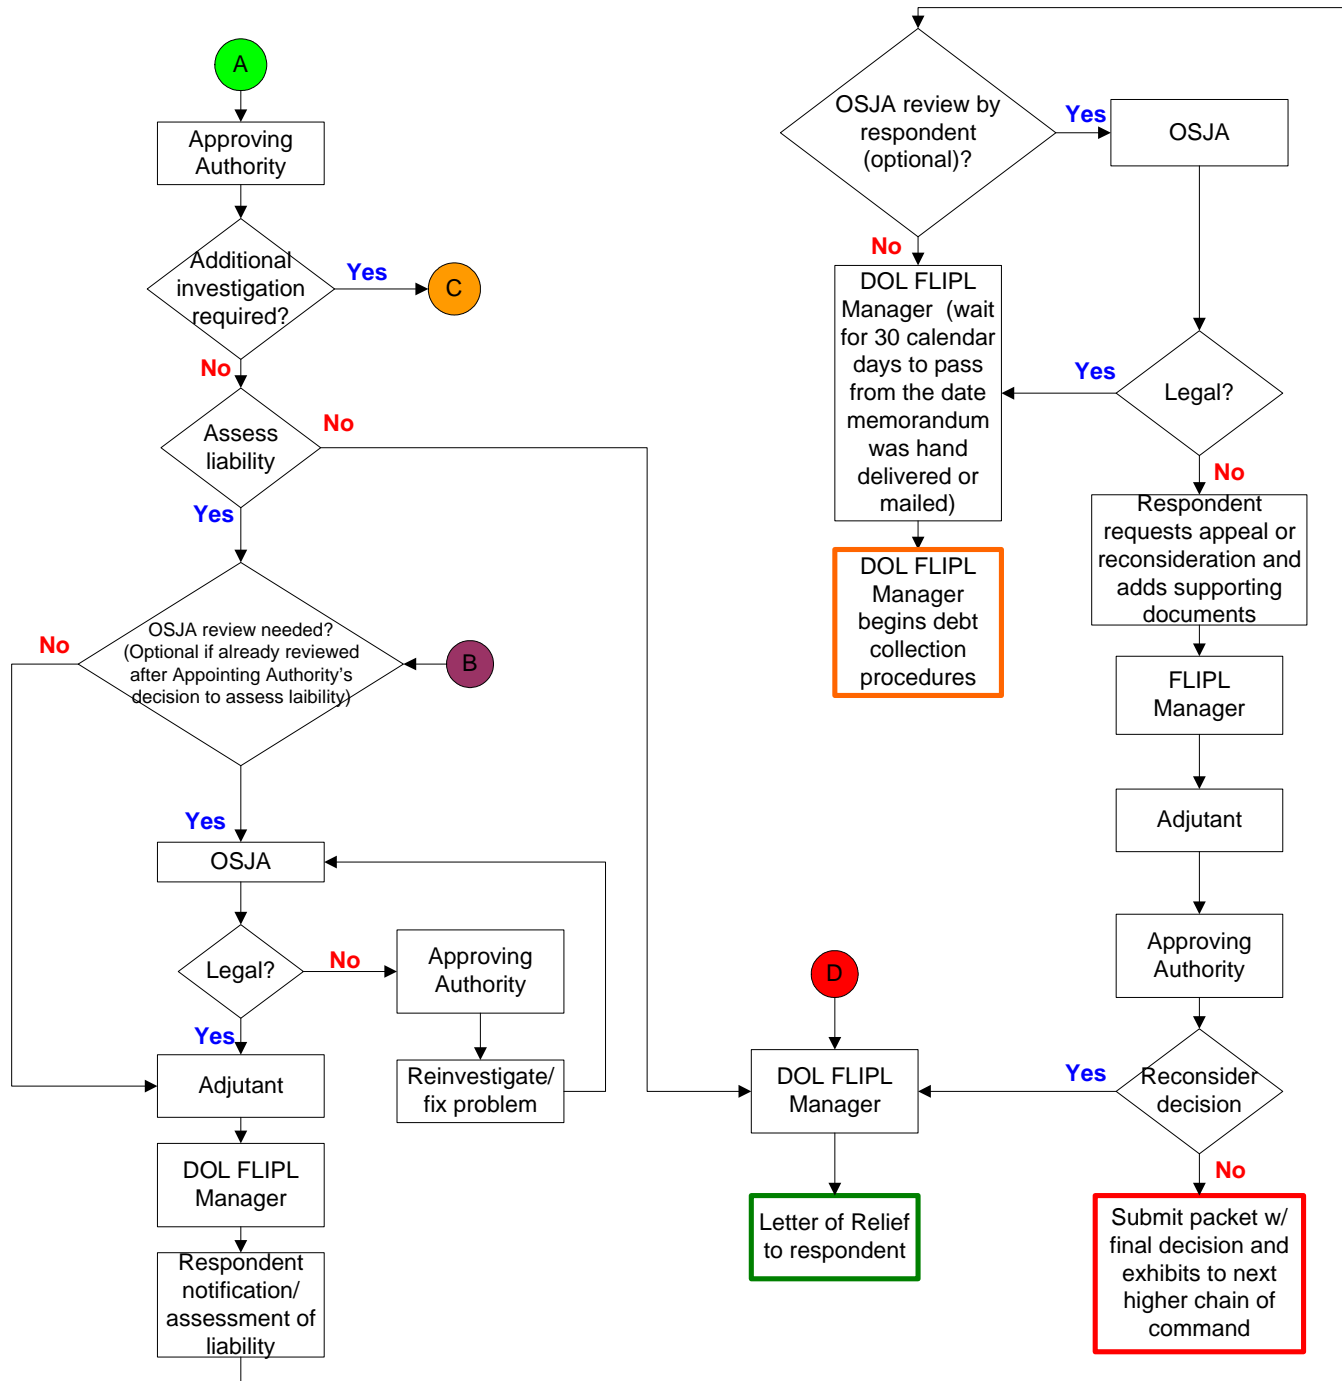 A
Approving
Authority
Additional
investigation
required?
Yes
C
No
Assess
liability
No
Yes
OSJA review needed?
(Optional if already reviewed
after Appointing Authority's
decision to assess laibility)
No
B
Yes
OSJA
Legal?
No
Approving
Authority
Reinvestigate/
fix problem
Yes
Adjutant
DOL FLIPL
Manager
Respondent
notification/
assessment of
liability
OSJA review by
respondent
(optional)?
Yes
OSJA
No
DOL FLIPL
Manager (wait
for 30 calendar
days to pass
from the date
memorandum
was hand
delivered or
mailed)
Yes
Legal?
No
DOL FLIPL
Manager
begins debt
collection
procedures
Respondent
requests appeal or
reconsideration and
adds supporting
documents
FLIPL
Manager
Adjutant
Approving
Authority
Reconsider
decision
Yes
No
D
DOL FLIPL
Manager
Letter of Relief
to respondent
Submit packet w/
final decision and
exhibits to next
higher chain of
command